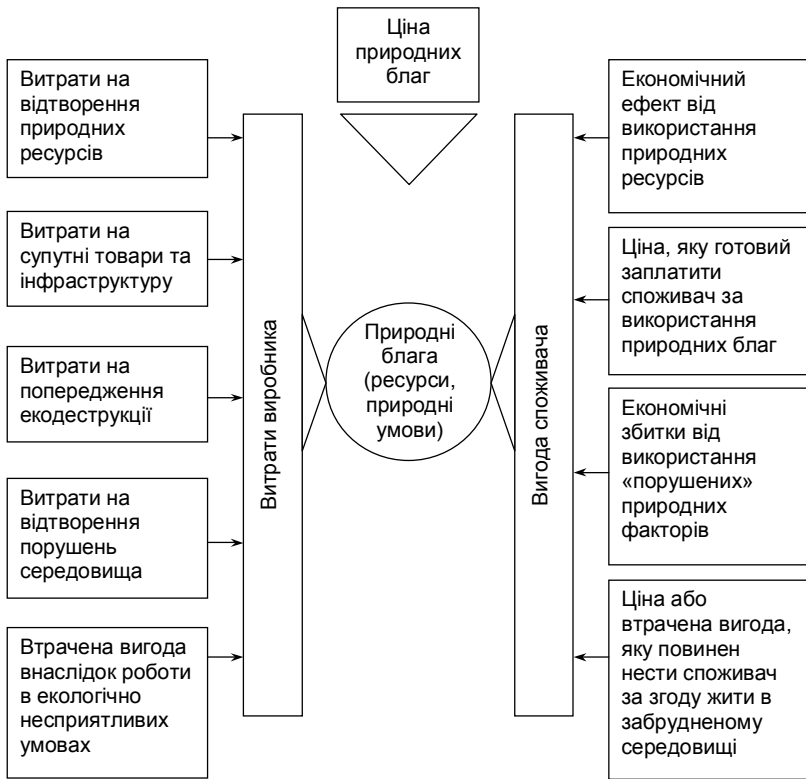 Ціна
природних
благ
Витрати на
відтворення
природних
ресурсів
Витрати на
супутні товари та
інфраструктуру
Витрати на
попередження
екодеструкції
Витрати на
відтворення
порушень
середовища
Втрачена вигода
внаслідок роботи
в екологічно
несприятливих
умовах
Витрати виробника
Природні
блага
(ресурси,
природні
умови)
Вигода споживача
Економічний
ефект від
використання
природних
ресурсів
Ціна, яку готовий
заплатити
споживач за
використання
природних благ
Економічні
збитки від
використання
«порушених»
природних
факторів
Ціна або
втрачена вигода,
яку повинен
нести споживач
за згоду жити в
забрудненому
середовищі